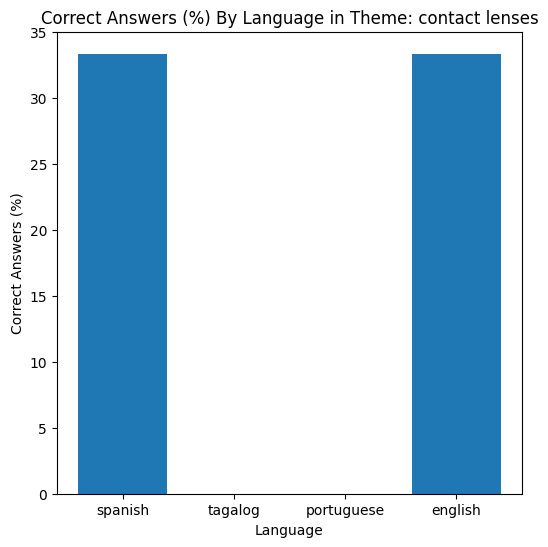 Correct Answers (%) By Language in Theme: contact lenses
35
30
25
20
15
10
5
0
Correct Answers (%)
spanish tagalog portuguese english
Language